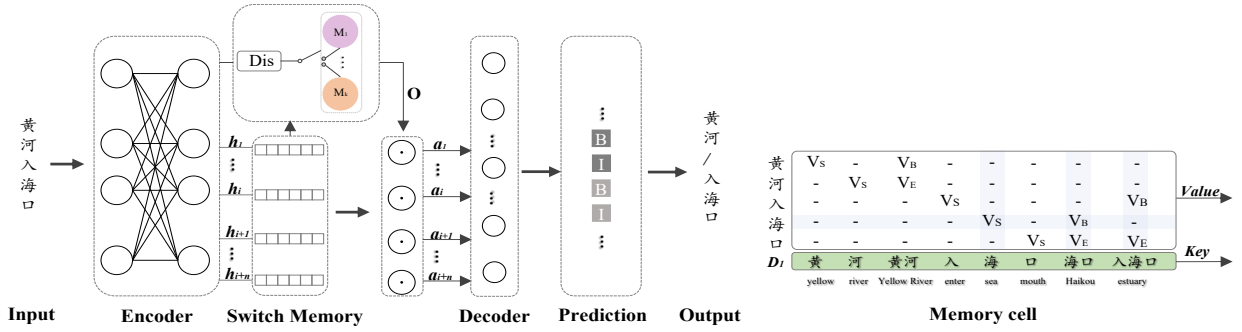 黄
河
入
海
口
Dis
M1
⋮
Mk
O
h1
hi
hi+1
hi+n
a1
ai
ai+1
ai+n
B
I
B
I
黄
河
/
入
海
口
Input
Encoder
Switch Memory
Decoder
Prediction
Output
黄 VS - VB - - - - -
河 - VS VE - - - - -
入 - - - VS - - - VB
海 - - - - VS - VB -
口 - - - - - VS VE VE
Value
D1 黄 河 黄河 入 海 口 海口 入海口
Key
yellow river Yellow River enter sea mouth Haikou estuary
Memory cell